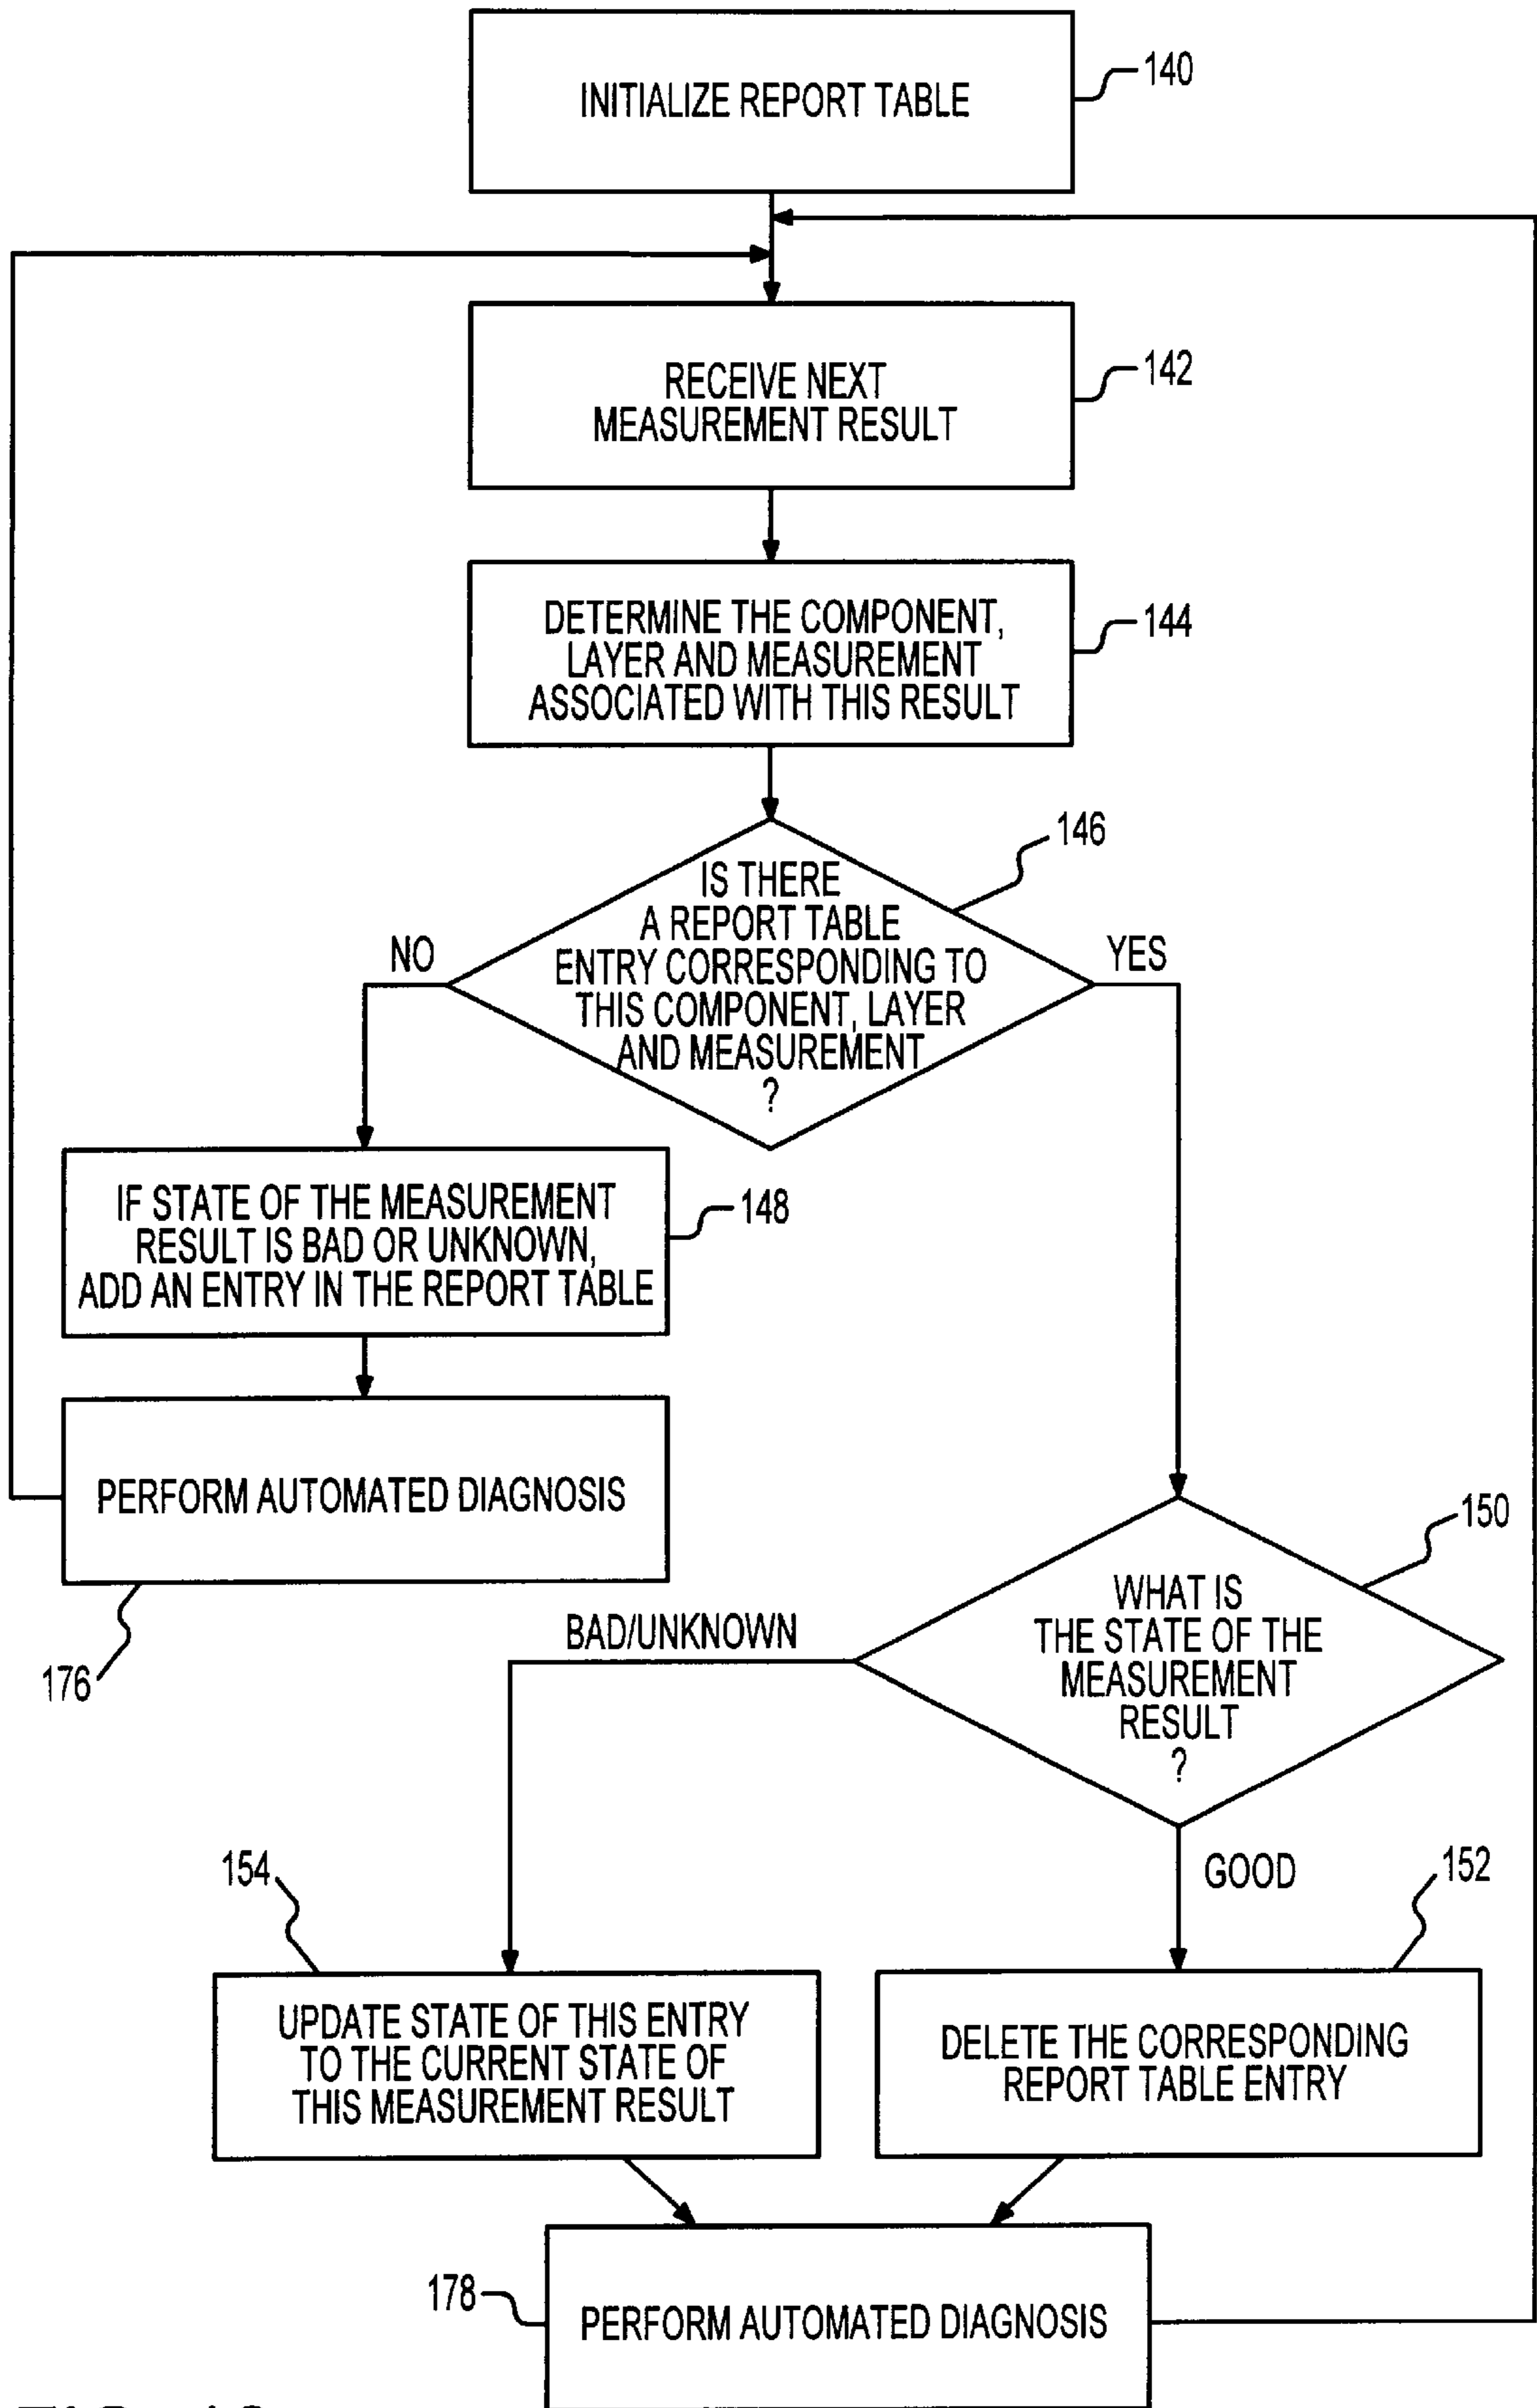 INITIALIZE REPORT TABLE
140
RECEIVE NEXT
MEASUREMENT RESULT
142
DETERMINE THE COMPONENT,
LAYER AND MEASUREMENT
ASSOCIATED WITH THIS RESULT
144
146
IS THERE
A REPORT TABLE
ENTRY CORRESPONDING TO
THIS COMPONENT, LAYER
AND MEASUREMENT
?
NO
YES
IF STATE OF THE MEASUREMENT
RESULT IS BAD OR UNKNOWN,
ADD AN ENTRY IN THE REPORT TABLE
148
PERFORM AUTOMATED DIAGNOSIS
176
150
WHAT IS
THE STATE OF THE
MEASUREMENT
RESULT
?
BAD/UNKNOWN
GOOD
154
152
UPDATE STATE OF THIS ENTRY
TO THE CURRENT STATE OF
THIS MEASUREMENT RESULT
DELETE THE CORRESPONDING
REPORT TABLE ENTRY
178
PERFORM AUTOMATED DIAGNOSIS